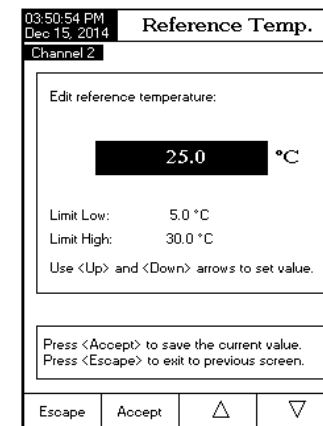 03:50:54 PM
Dec 15, 2014
Reference Temp.
Channel 2
Edit reference temperature:
25.0 °C
Limit Low: 5.0 °C
Limit High: 30.0 °C
Use <Up> and <Down> arrows to set value.
Press <Accept> to save the current value.
Press <Escape> to exit to previous screen.
Escape Accept △ ▽